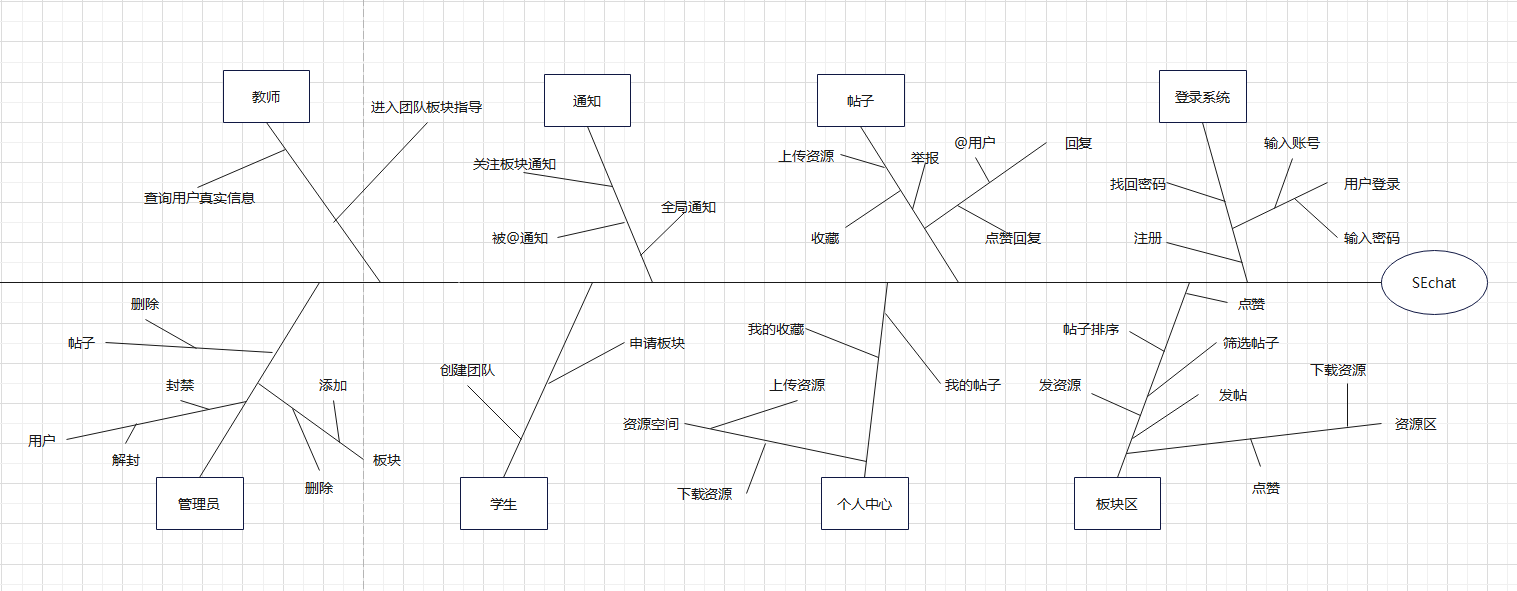 教师
进入团队板块指导
查询用户真实信息
通知
关注板块通知
全局通知
被@通知
帖子
上传资源
举报
@用户
回复
收藏
点赞回复
登录系统
输入账号
找回密码
用户登录
注册
输入密码
SEchat
删除
帖子
封禁
添加
用户
解封
删除
板块
管理员
申请板块
创建团队
学生
我的收藏
我的帖子
上传资源
资源空间
下载资源
个人中心
点赞
帖子排序
筛选帖子
下载资源
发资源
发帖
资源区
点赞
板块区